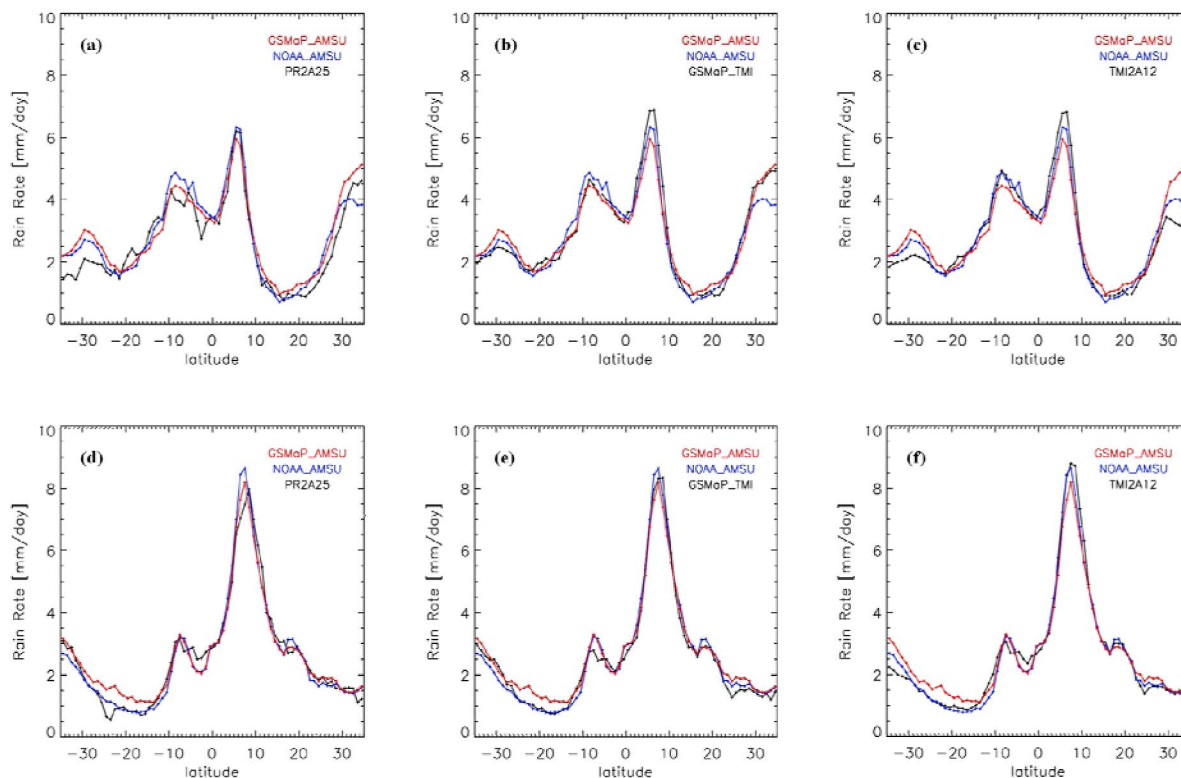 (a)
GSMaP_AMSU
NOAA_AMSU
PR2A25
Rain Rate [mm/day]
10
8
6
4
2
0
-30 -20 -10 0 10 20 30
latitude
(b)
GSMaP_AMSU
NOAA_AMSU
GSMaP_TMI
Rain Rate [mm/day]
10
8
6
4
2
0
-30 -20 -10 0 10 20 30
latitude
(c)
GSMaP_AMSU
NOAA_AMSU
TMI2A12
Rain Rate [mm/day]
10
8
6
4
2
0
-30 -20 -10 0 10 20 30
latitude
(d)
GSMaP_AMSU
NOAA_AMSU
PR2A25
Rain Rate [mm/day]
10
8
6
4
2
0
-30 -20 -10 0 10 20 30
latitude
(e)
GSMaP_AMSU
NOAA_AMSU
GSMaP_TMI
Rain Rate [mm/day]
10
8
6
4
2
0
-30 -20 -10 0 10 20 30
latitude
(f)
GSMaP_AMSU
NOAA_AMSU
TMI2A12
Rain Rate [mm/day]
10
8
6
4
2
0
-30 -20 -10 0 10 20 30
latitude